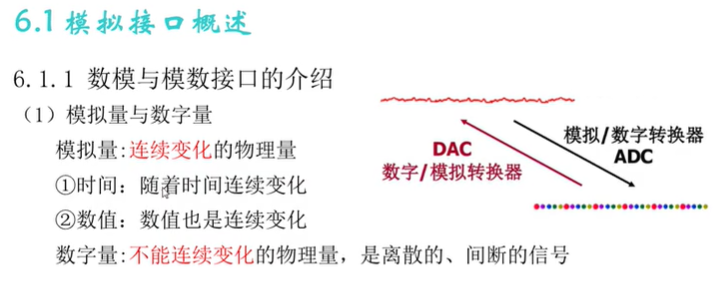 6.1 模拟接口概述
6.1.1 数模与模数接口的介绍
（1）模拟量与数字量
模拟量:连续变化的物理量
①时间：随着时间连续变化
②数值：数值也是连续变化
数字量:不能连续变化的物理量，是离散的、间断的信号
模拟/数字转换器
ADC
DAC
数字/模拟转换器